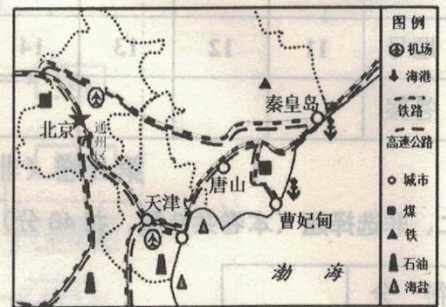 北京
通州区
天津
唐山
秦皇岛
曹妃甸
渤 海
图 例
机场
海港
铁路
高速公路
城市
煤
铁
石油
海盐
11
12
13
14